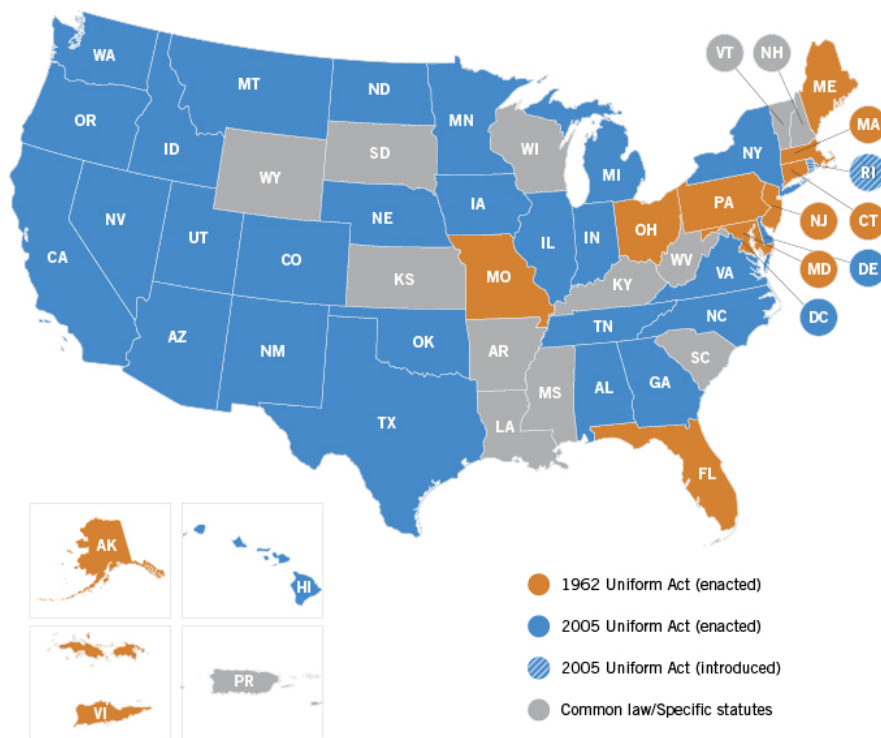 WA
VT
NH
ME
MT
ND
MN
OR
MA
ID
SD
WI
NY
RI
WY
MI
NE
IA
PA
NV
OH
NJ
CT
UT
IL
IN
CA
CO
MO
WV
MD
DE
KS
VA
KY
DC
NC
TN
AZ
NM
OK
AR
SC
MS
AL
GA
TX
LA
FL
AK
HI
1962 Uniform Act (enacted)
2005 Uniform Act (enacted)
2005 Uniform Act (introduced)
PR
VI
Common law/Specific statutes